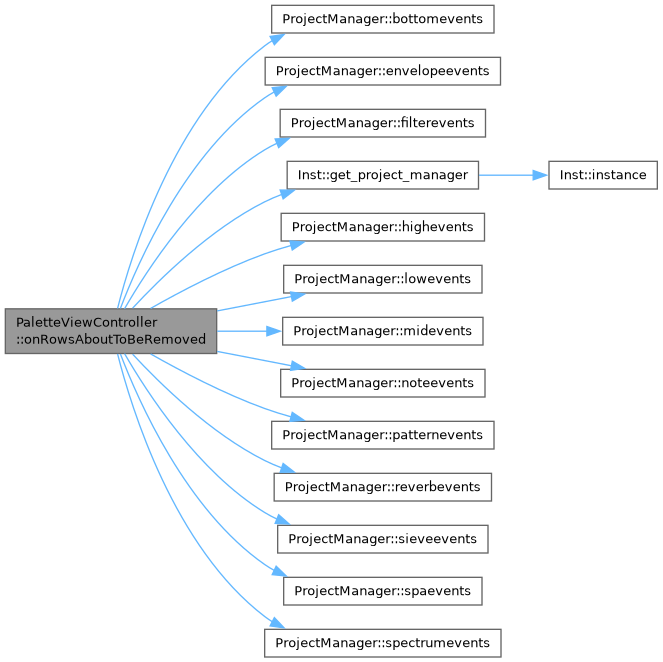 ProjectManager::bottomevents
ProjectManager::envelopeevents
ProjectManager::filterevents
Inst::get_project_manager
Inst::instance
ProjectManager::highevents
ProjectManager::lowevents
PaletteViewController
::onRowsAboutToBeRemoved
ProjectManager::midevents
ProjectManager::noteevents
ProjectManager::patternevents
ProjectManager::reverbevents
ProjectManager::sieveevents
ProjectManager::spaevents
ProjectManager::spectrumevents